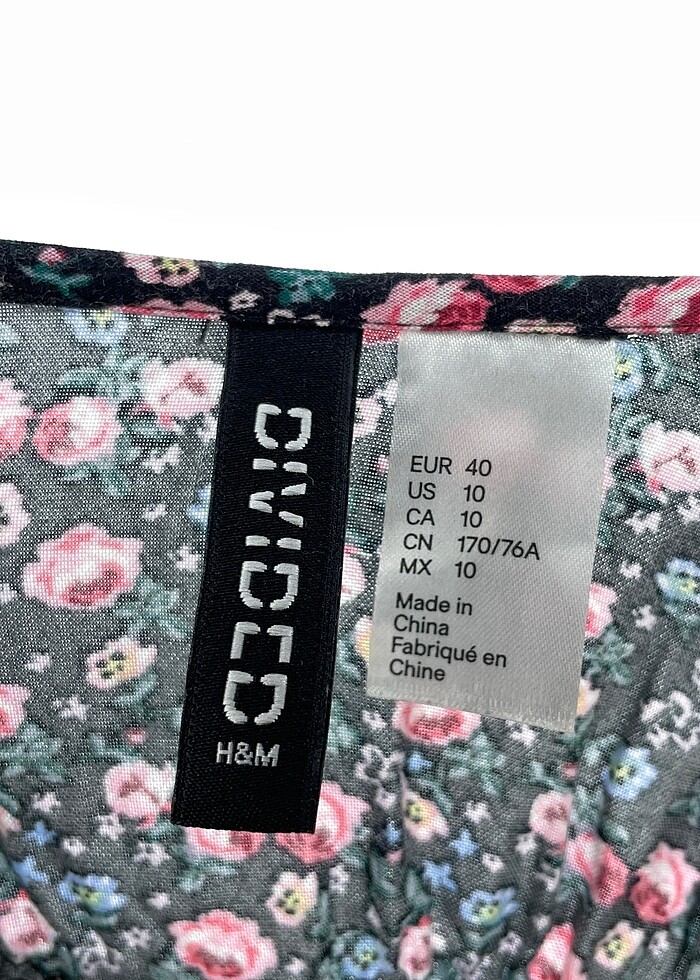 DIVIDED
H&M
EUR 40
US 10
CA 10
CN 170/76A
MX 10
Made in
China
Fabriqué en
Chine